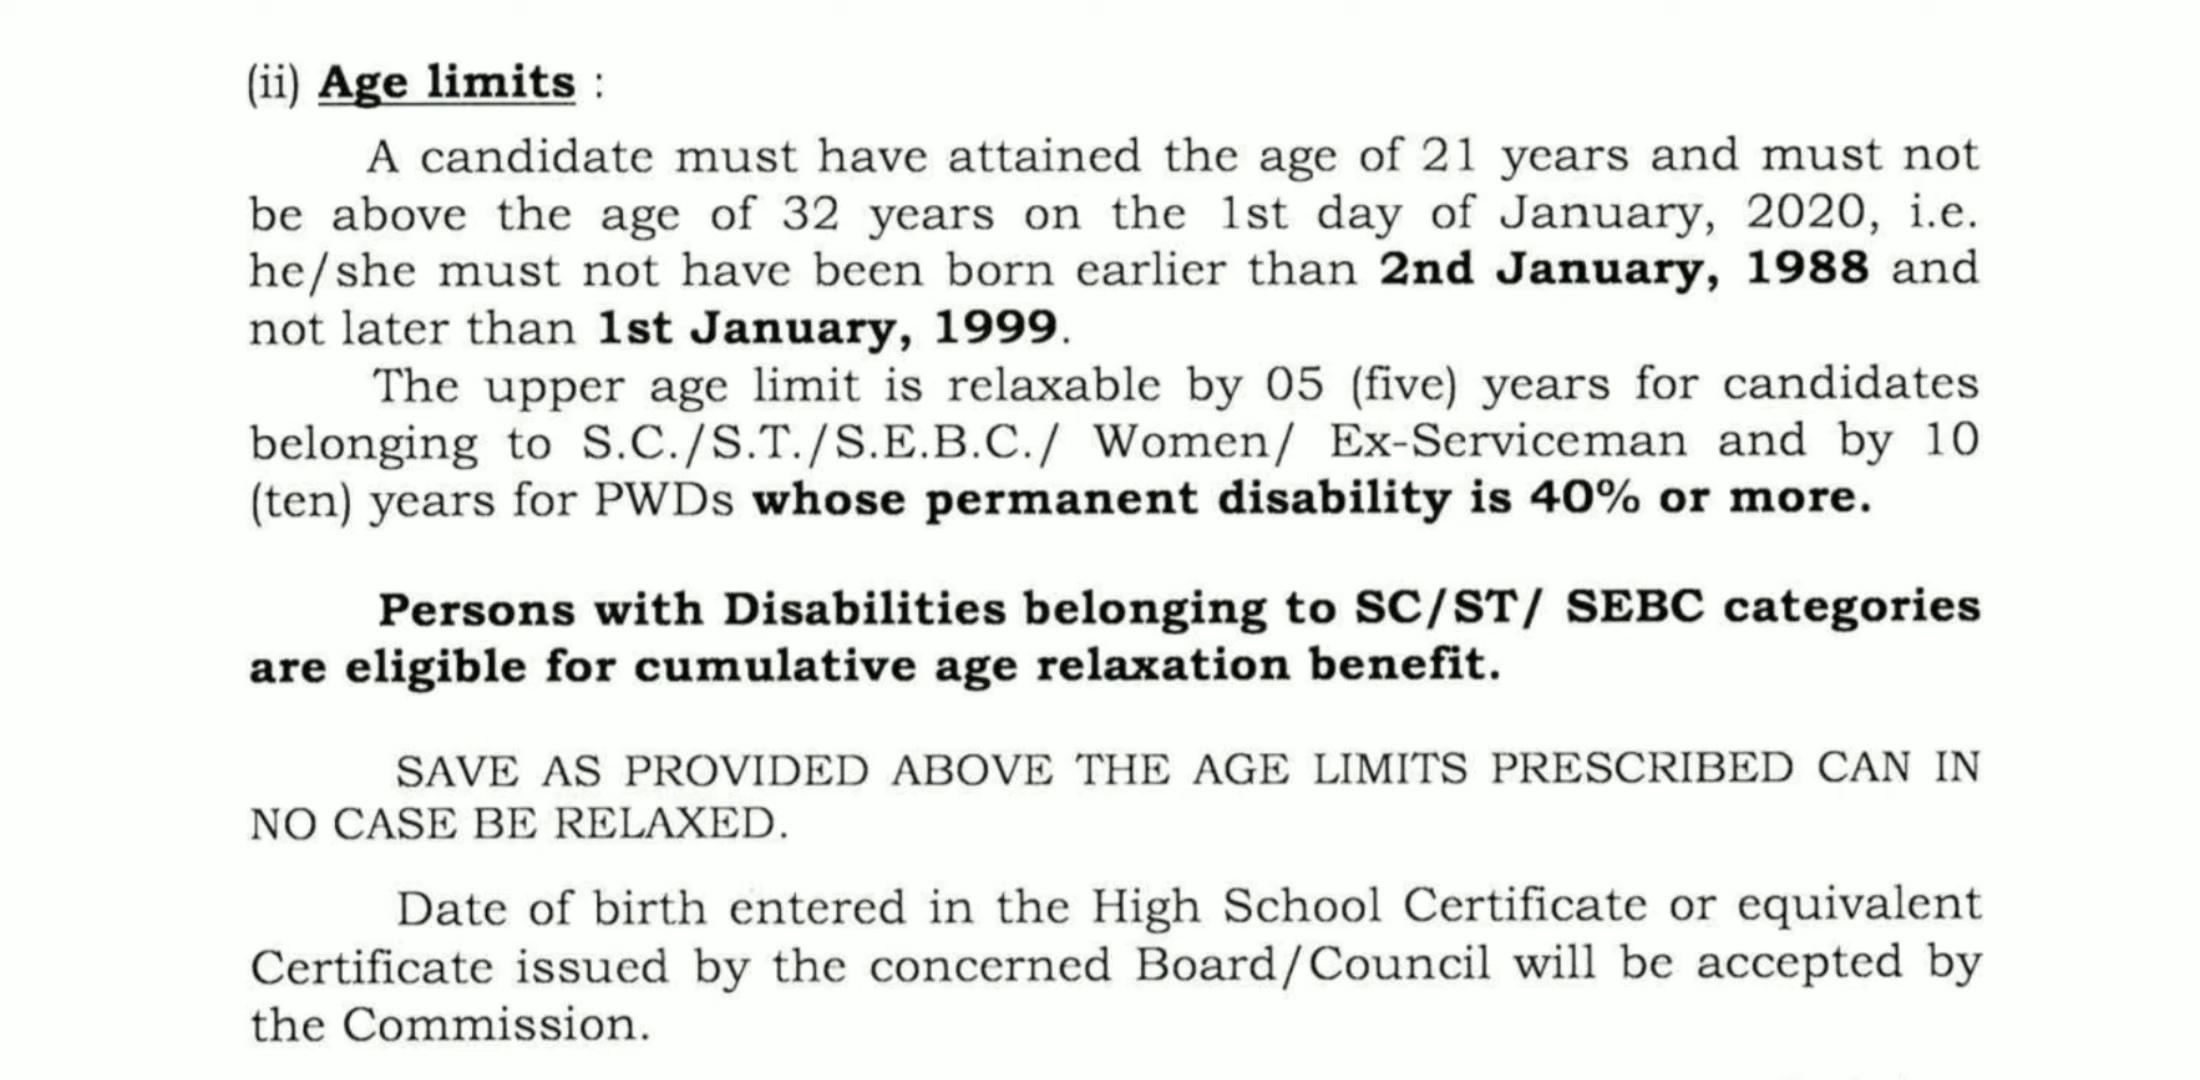 (ii) Age limits :
A candidate must have attained the age of 21 years and must not
be above the age of 32 years on the 1st day of January, 2020, i.e.
he/she must not have been born earlier than 2nd January, 1988 and
not later than 1st January, 1999.
The upper age limit is relaxable by 05 (five) years for candidates
belonging to S.C./S.T./S.E.B.C./ Women/ Ex-Serviceman and by 10
(ten) years for PWDs whose permanent disability is 40% or more.
Persons with Disabilities belonging to SC/ST/ SEBC categories
are eligible for cumulative age relaxation benefit.
SAVE AS PROVIDED ABOVE THE AGE LIMITS PRESCRIBED CAN IN
NO CASE BE RELAXED.
Date of birth entered in the High School Certificate or equivalent
Certificate issued by the concerned Board/Council will be accepted by
the Commission.